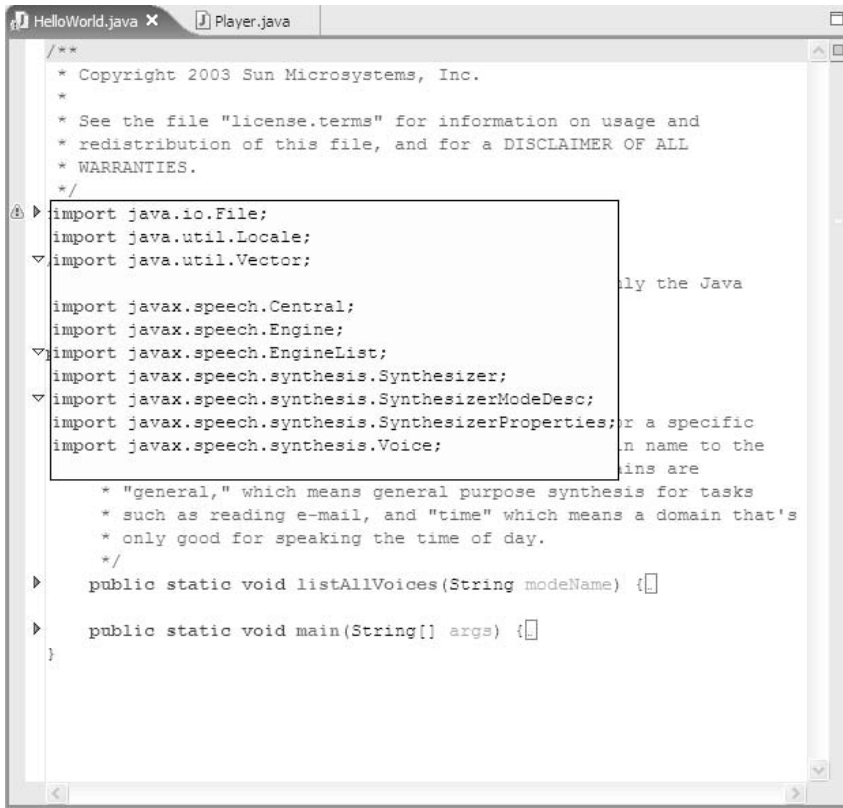 HelloWorld.java
Player.java
/**
* Copyright 2003 Sun Microsystems, Inc.
*
* See the file "license.terms" for information on usage and
* redistribution of this file, and for a DISCLAIMER OF ALL
* WARRANTIES.
*/
import java.io.File;
import java.util.Locale;
import java.util.Vector;
only the Java
import javax.speech.Central;
import javax.speech.Engine;
import javax.speech.EngineList;
import javax.speech.synthesis.Synthesizer;
import javax.speech.synthesis.SynthesizerModeDesc;
import javax.speech.synthesis.SynthesizerProperties; a specific
import javax.speech.synthesis.Voice; name to the
are
* "general," which means general purpose synthesis for tasks
* such as reading e-mail, and "time" which means a domain that's
* only good for speaking the time of day.
*/
public static void listAllVoices(String modeName) {
public static void main(String[] args) {
}